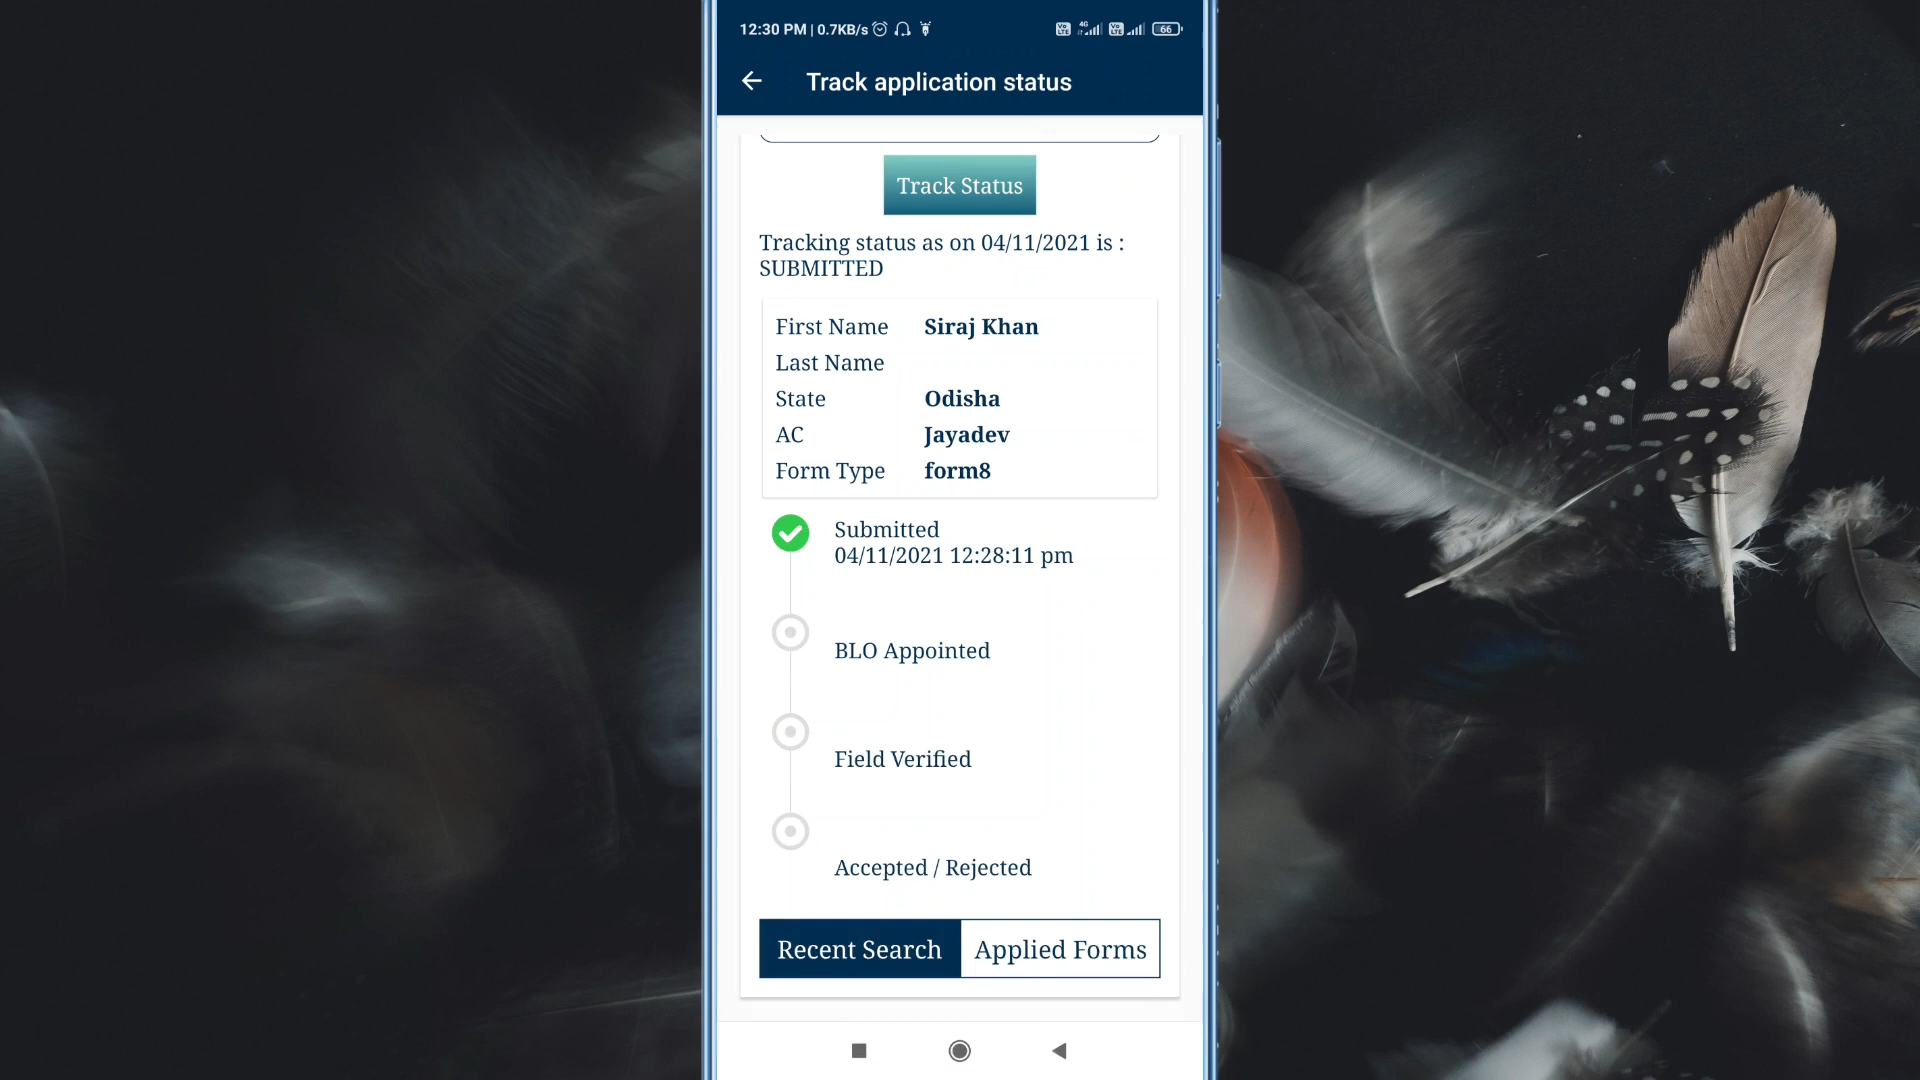 12:30 PM | 0.7KB/s
4G
66
Track application status
Track Status
Tracking status as on 04/11/2021 is :
SUBMITTED
First Name Siraj Khan
Last Name
State Odisha
AC Jayadev
Form Type form8
Submitted
04/11/2021 12:28:11 pm
BLO Appointed
Field Verified
Accepted / Rejected
Recent Search Applied Forms